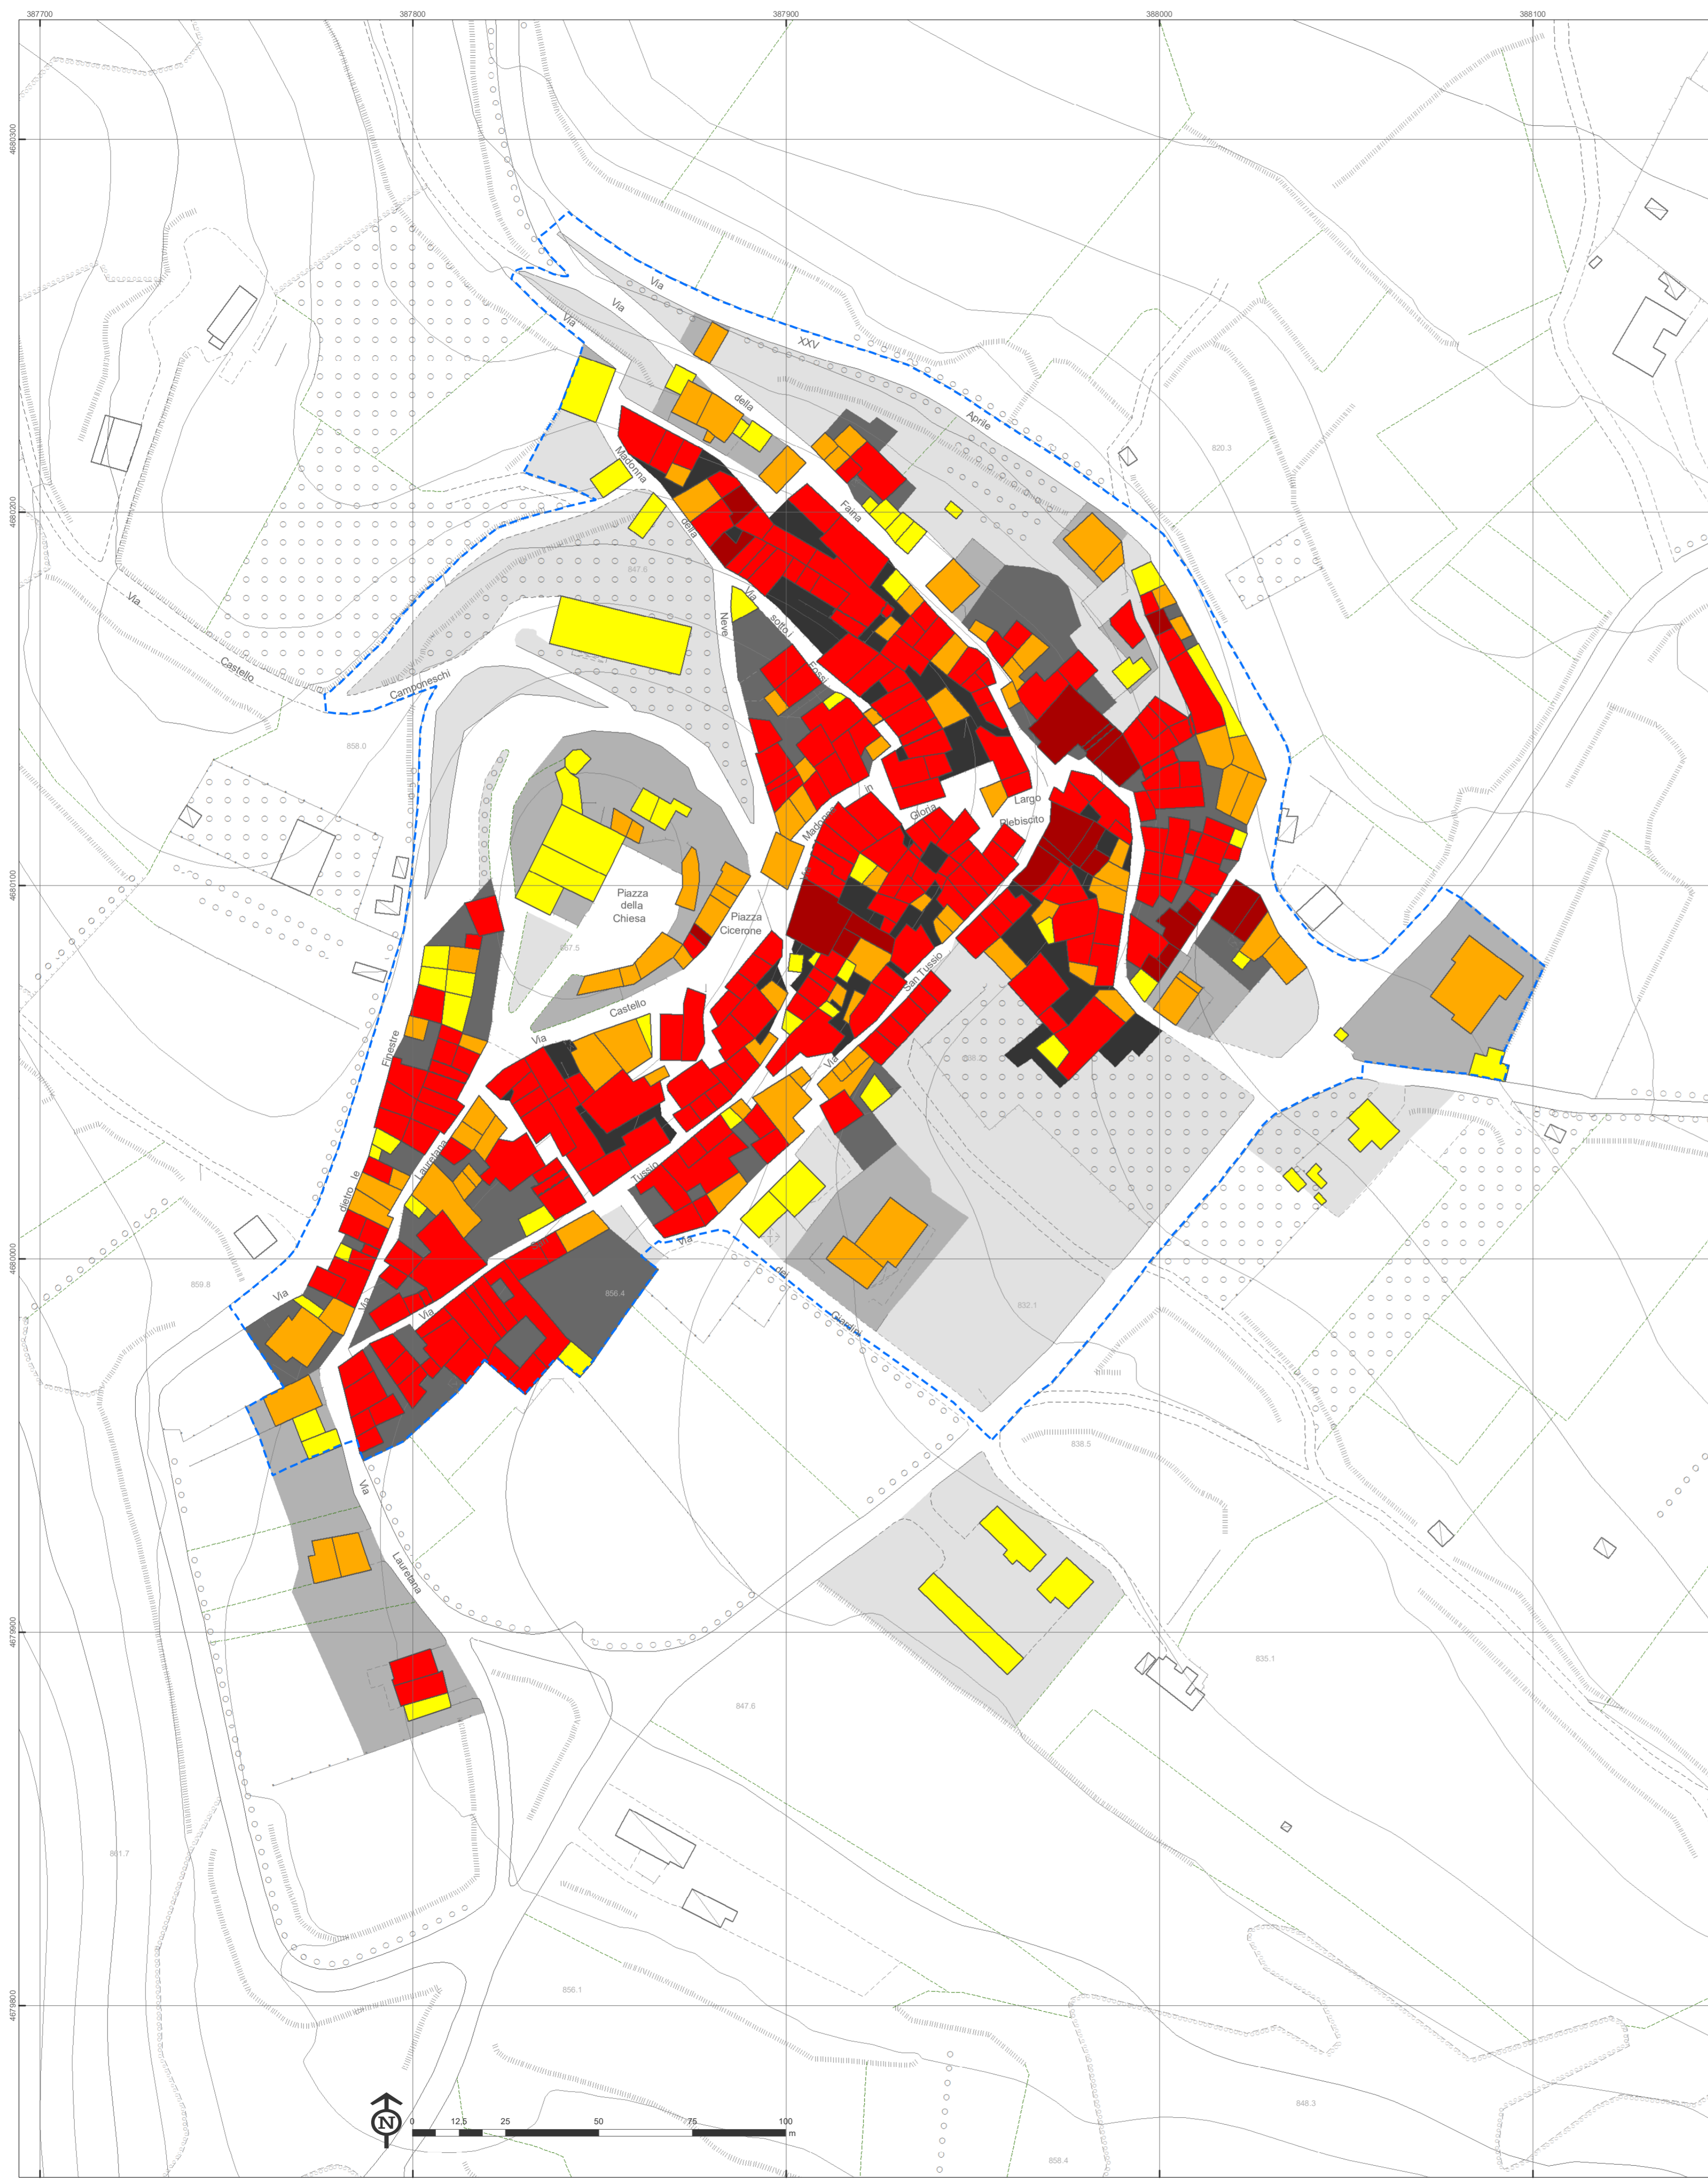 387700
387800
387900
388000
388100
4680300
4680200
4680100
4680000
4679900
4679800
Via
XXV
Aprile
Via
della
Faina
Via
Madonna
della
Neve
820.3
847.6
Via
sotto i
Fossi
Via
Castello
Camponeschi
858.0
Madonna
in
Gloria
Largo
Plebiscito
Piazza
della
Chiesa
Piazza
Cicerone
Via
Castello
San Tussio
Via
Finestre
le
dietro
Via
Lauretana
Via
Tussio
Via
859.8
856.4
Via
dei
Giardini
832.1
838.5
Via
Lauretana
835.1
847.6
861.7
856.1
848.3
858.4
N
0
12.5
25
50
75
100
m